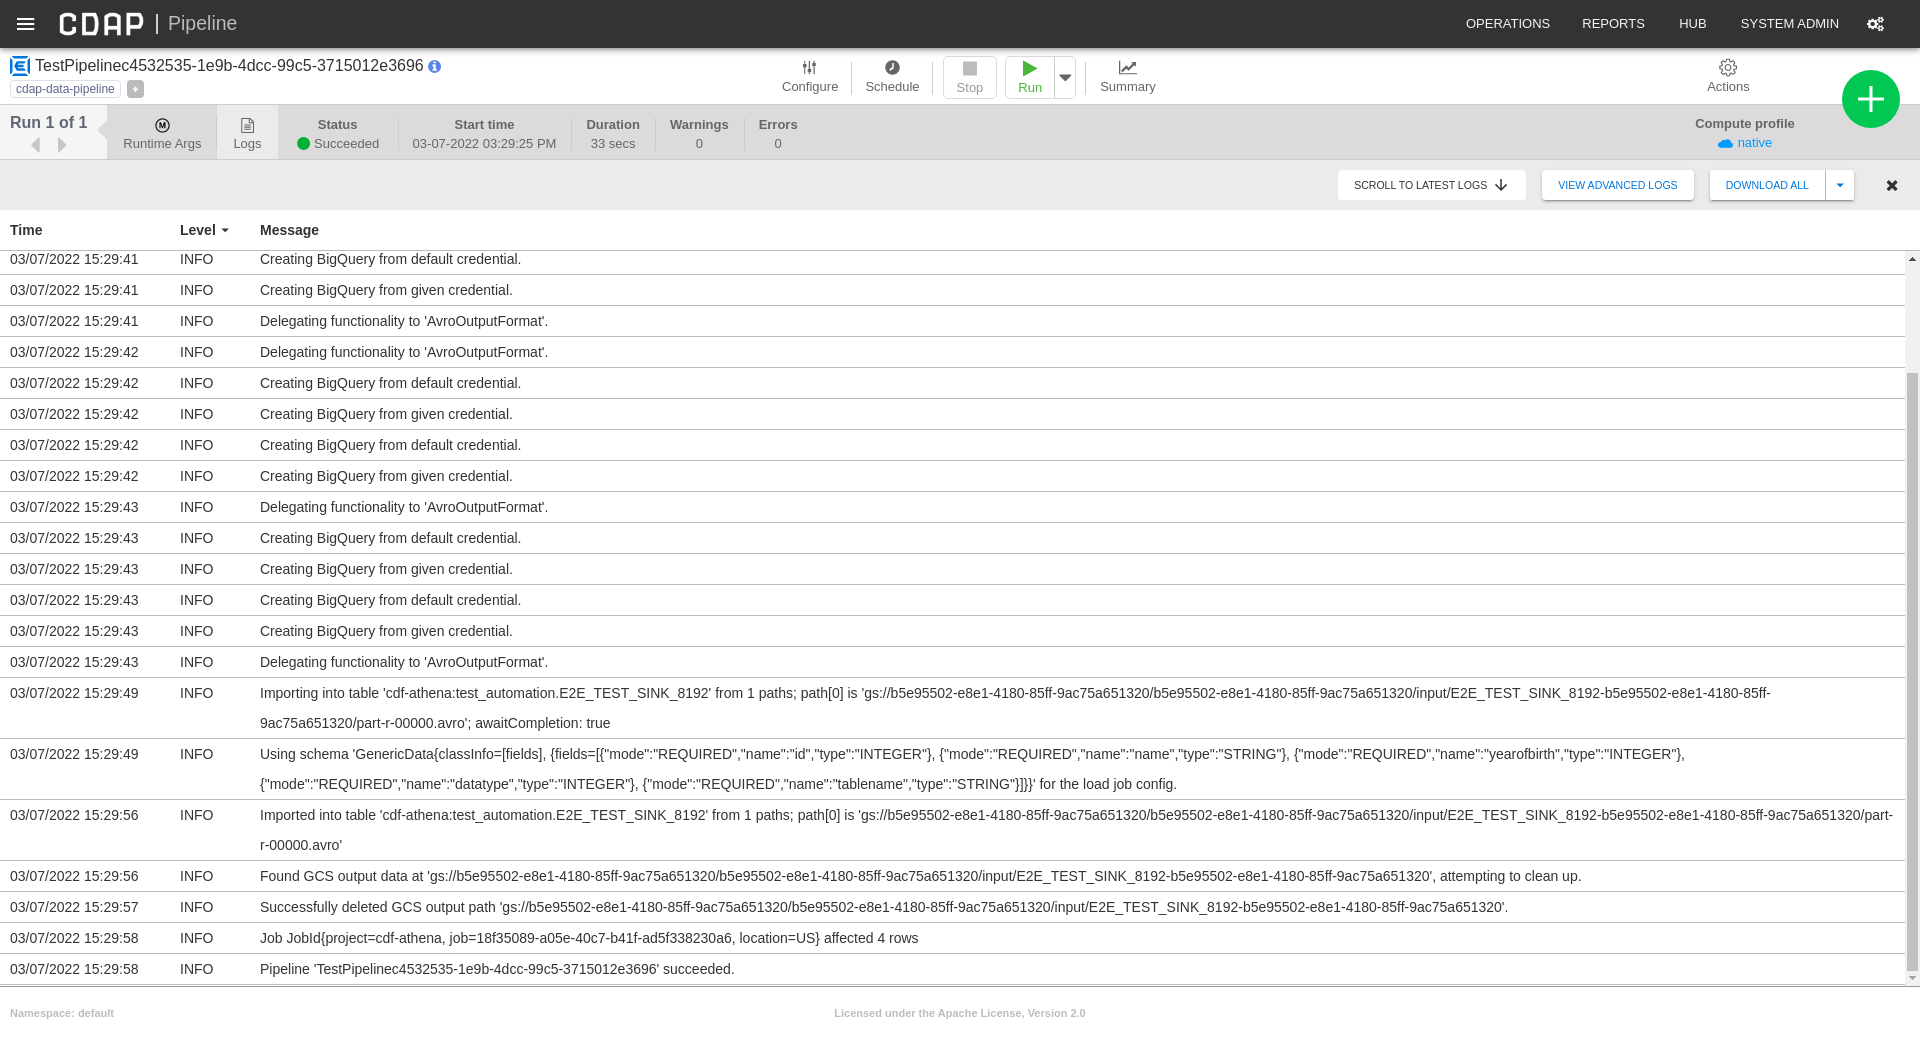 CDAP | Pipeline
OPERATIONS REPORTS HUB SYSTEM ADMIN
TestPipelinec4532535-1e9b-4dcc-99c5-3715012e3696
cdap-data-pipeline +
Configure Schedule Stop Run Summary Actions
Run 1 of 1
M
Runtime Args
Logs
Status Start time Duration Warnings Errors Compute profile
Succeeded 03-07-2022 03:29:25 PM 33 secs 0 0 native
SCROLL TO LATEST LOGS VIEW ADVANCED LOGS DOWNLOAD ALL
Time Level Message
03/07/2022 15:29:41 INFO Creating BigQuery from default credential.
03/07/2022 15:29:41 INFO Creating BigQuery from given credential.
03/07/2022 15:29:41 INFO Delegating functionality to 'AvroOutputFormat'.
03/07/2022 15:29:42 INFO Delegating functionality to 'AvroOutputFormat'.
03/07/2022 15:29:42 INFO Creating BigQuery from default credential.
03/07/2022 15:29:42 INFO Creating BigQuery from given credential.
03/07/2022 15:29:42 INFO Creating BigQuery from default credential.
03/07/2022 15:29:42 INFO Creating BigQuery from given credential.
03/07/2022 15:29:43 INFO Delegating functionality to 'AvroOutputFormat'.
03/07/2022 15:29:43 INFO Creating BigQuery from default credential.
03/07/2022 15:29:43 INFO Creating BigQuery from given credential.
03/07/2022 15:29:43 INFO Creating BigQuery from default credential.
03/07/2022 15:29:43 INFO Creating BigQuery from given credential.
03/07/2022 15:29:43 INFO Delegating functionality to 'AvroOutputFormat'.
03/07/2022 15:29:49 INFO Importing into table 'cdf-athena:test_automation.E2E_TEST_SINK_8192' from 1 paths; path[0] is 'gs://b5e95502-e8e1-4180-85ff-9ac75a651320/b5e95502-e8e1-4180-85ff-9ac75a651320/input/E2E_TEST_SINK_8192-b5e95502-e8e1-4180-85ff-
9ac75a651320/part-r-00000.avro'; awaitCompletion: true
03/07/2022 15:29:49 INFO Using schema 'GenericData{classInfo=[fields], {fields=[{"mode":"REQUIRED","name":"id","type":"INTEGER"}, {"mode":"REQUIRED","name":"name","type":"STRING"}, {"mode":"REQUIRED","name":"yearofbirth","type":"INTEGER"},
{"mode":"REQUIRED","name":"datatype","type":"INTEGER"}, {"mode":"REQUIRED","name":"tablename","type":"STRING"}]}}' for the load job config.
03/07/2022 15:29:56 INFO Imported into table 'cdf-athena:test_automation.E2E_TEST_SINK_8192' from 1 paths; path[0] is 'gs://b5e95502-e8e1-4180-85ff-9ac75a651320/b5e95502-e8e1-4180-85ff-9ac75a651320/input/E2E_TEST_SINK_8192-b5e95502-e8e1-4180-85ff-9ac75a651320/part-
r-00000.avro'
03/07/2022 15:29:56 INFO Found GCS output data at 'gs://b5e95502-e8e1-4180-85ff-9ac75a651320/b5e95502-e8e1-4180-85ff-9ac75a651320/input/E2E_TEST_SINK_8192-b5e95502-e8e1-4180-85ff-9ac75a651320', attempting to clean up.
03/07/2022 15:29:57 INFO Successfully deleted GCS output path 'gs://b5e95502-e8e1-4180-85ff-9ac75a651320/b5e95502-e8e1-4180-85ff-9ac75a651320/input/E2E_TEST_SINK_8192-b5e95502-e8e1-4180-85ff-9ac75a651320'.
03/07/2022 15:29:58 INFO Job JobId{project=cdf-athena, job=18f35089-a05e-40c7-b41f-ad5f338230a6, location=US} affected 4 rows
03/07/2022 15:29:58 INFO Pipeline 'TestPipelinec4532535-1e9b-4dcc-99c5-3715012e3696' succeeded.
Namespace: default Licensed under the Apache License, Version 2.0